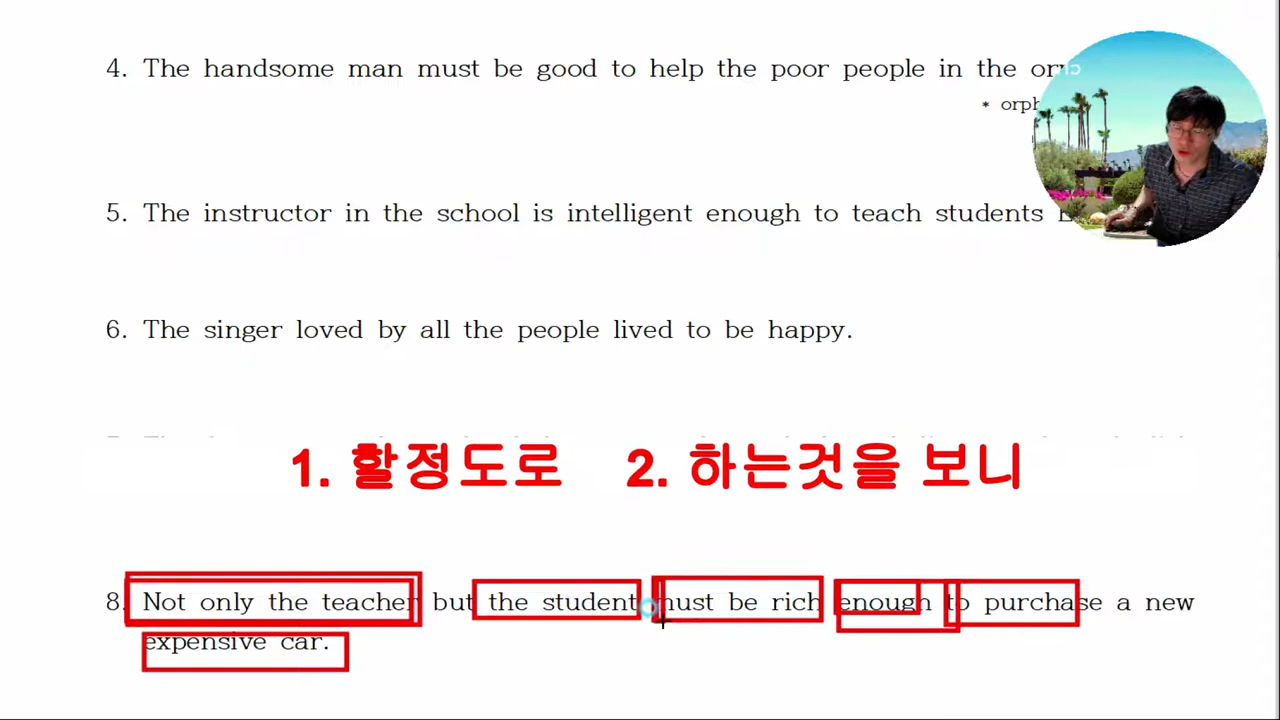 4. The handsome man must be good to help the poor people in the
* orph
5. The instructor in the school is intelligent enough to teach students
6. The singer loved by all the people lived to be happy.
1. 활정도로 2. 하는것을 보니
8. Not only the teacher but the student must be rich enough to purchase a new
expensive car.